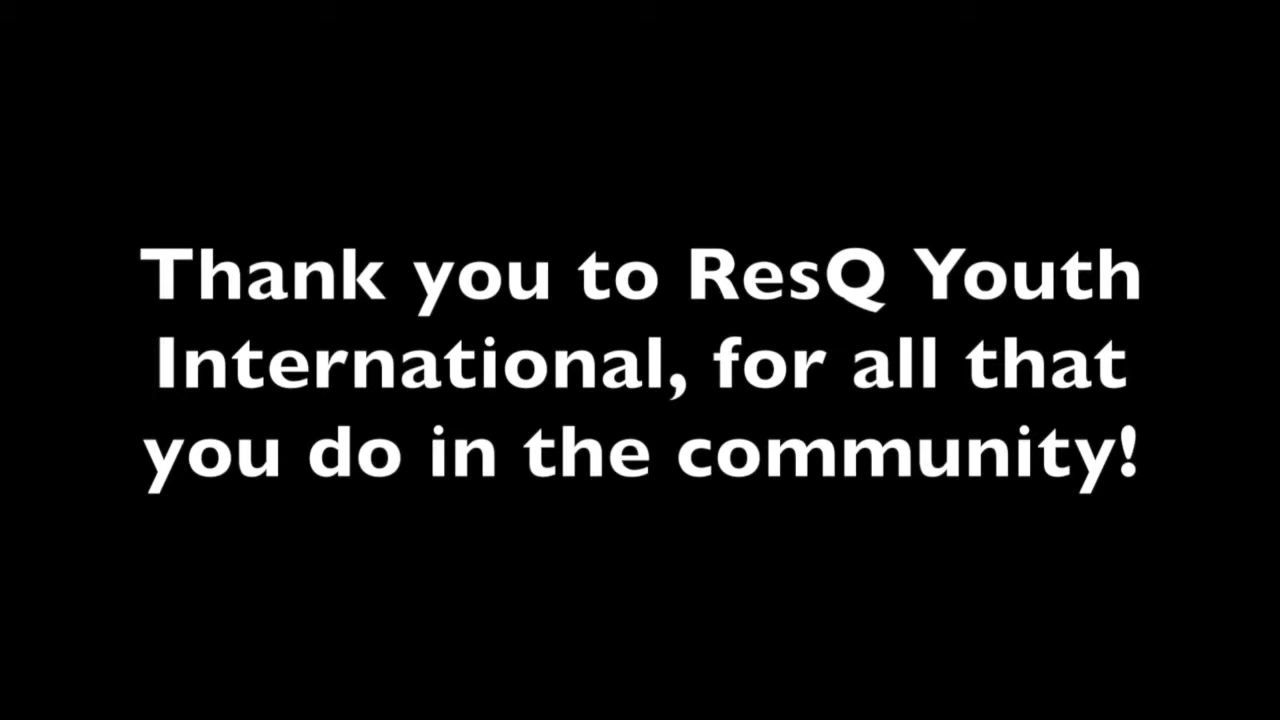 Thank you to ResQ Youth
International, for all that
you do in the community!